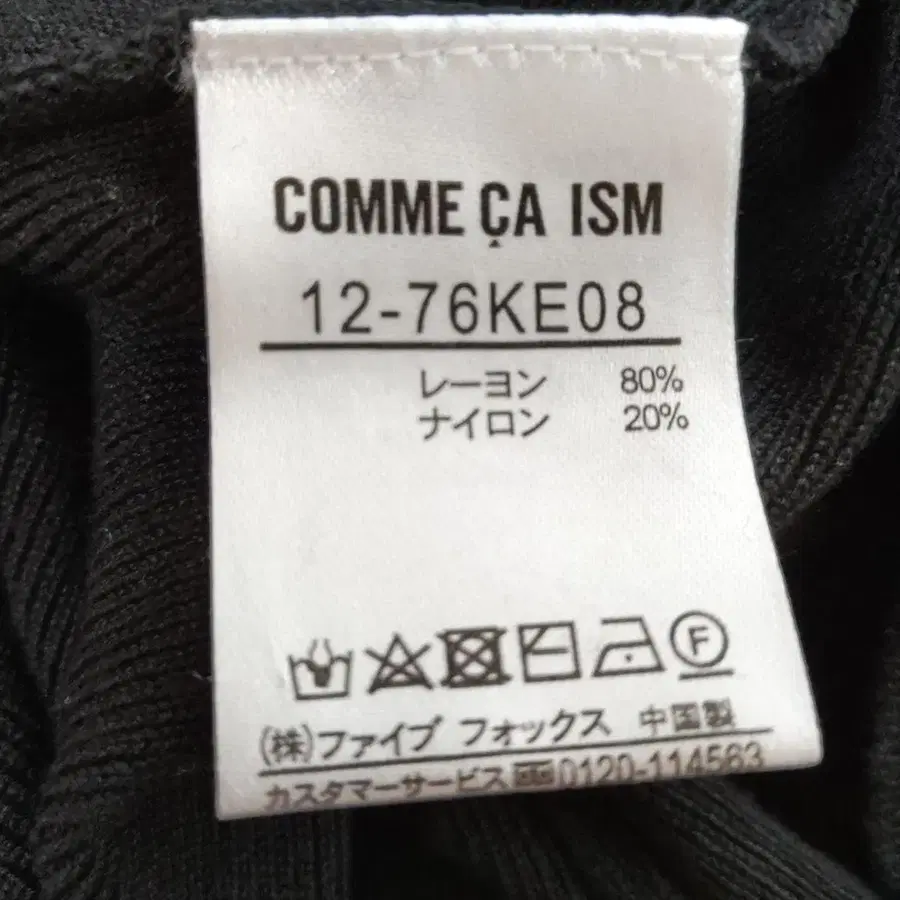 COMME ÇA ISM
12-76KE08
レーヨン 80%
ナイロン 20%
F
(株)ファイブ フォックス 中国製
カスタマーサービス 0120-114563